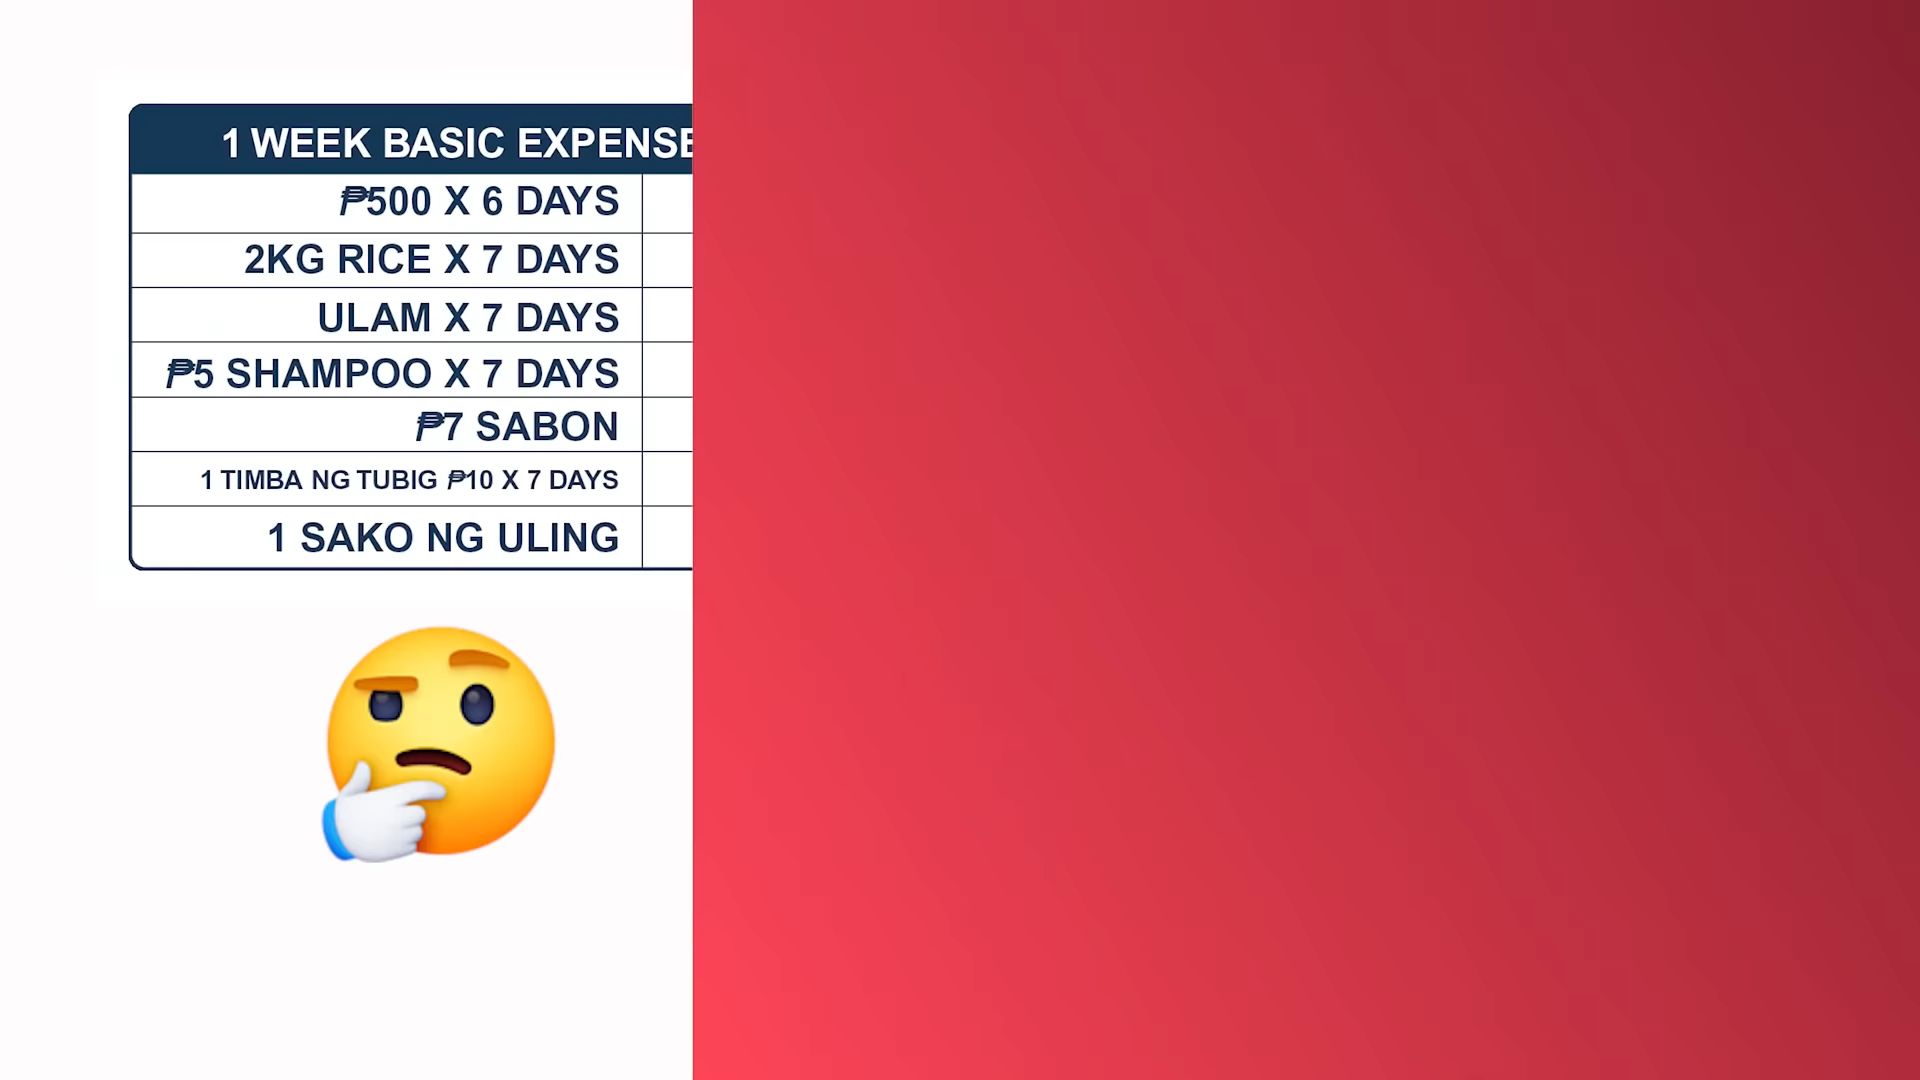 1 WEEK BASIC EXPENSE
₱500 X 6 DAYS
2KG RICE X 7 DAYS
ULAM X 7 DAYS
₱5 SHAMPOO X 7 DAYS
₱7 SABON
1 TIMBA NG TUBIG ₱10 X 7 DAYS
1 SAKO NG ULING